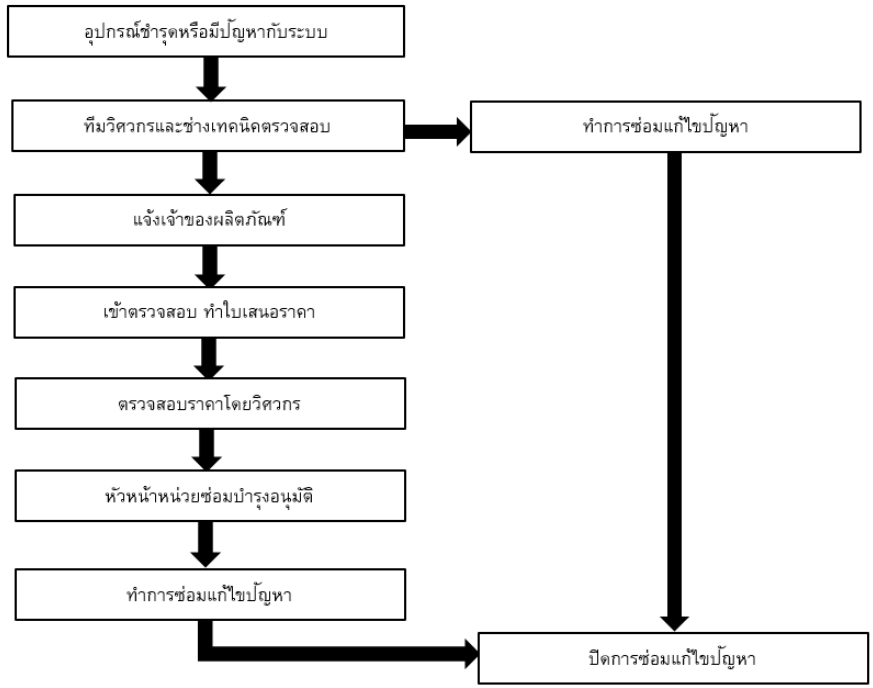 อุปกรณ์ชำรุดหรือมีปัญหากับระบบ
ทีมวิศวกรและช่างเทคนิคตรวจสอบ
ทำการซ่อมแก้ไขปัญหา
แจ้งเจ้าของผลิตภัณฑ์
เข้าตรวจสอบ ทำใบเสนอราคา
ตรวจสอบราคาโดยวิศวกร
หัวหน้าหน่วยซ่อมบำรุงอนุมัติ
ทำการซ่อมแก้ไขปัญหา
ปิดการซ่อมแก้ไขปัญหา